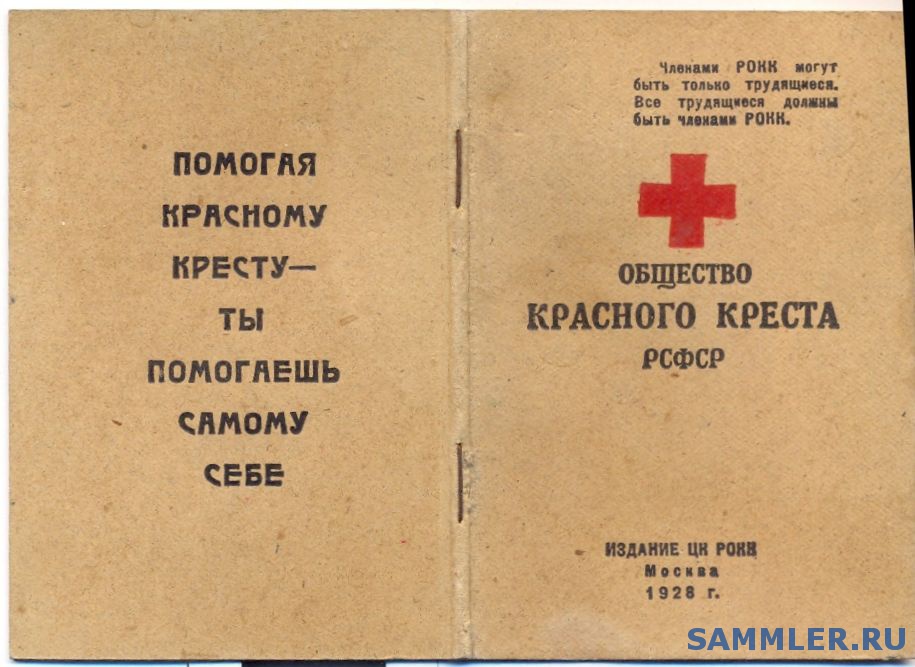 ПОМОГАЯ
КРАСНОМУ
КРЕСТУ—
ТЫ
ПОМОГАЕШЬ
САМОМУ
СЕБЕ
Членами РОКК могут
быть только трудящиеся.
Все трудящиеся должны
быть членами РОКК.
ОБЩЕСТВО
КРАСНОГО КРЕСТА
РСФСР
ИЗДАНИЕ ЦК РОКК
Москва
1928 г.
SAMMLER.RU